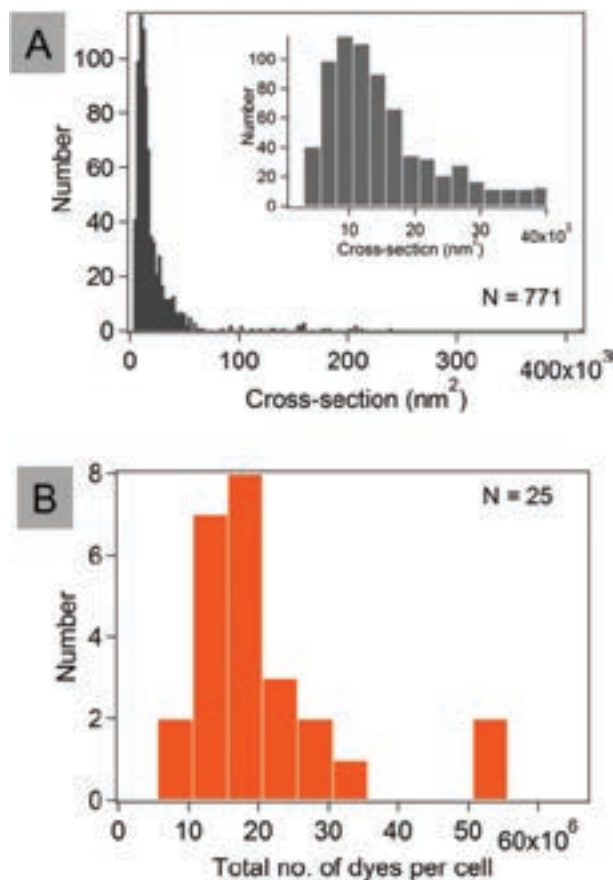 A
Number
100
80
60
40
20
0
0
100
200
300
400x10³
Cross-section (nm²)
N = 771
Number
100
80
60
40
20
0
10
20
30
40x10³
Cross-section (nm²)
B
Number
8
6
4
2
0
0
10
20
30
40
50
60x10⁶
Total no. of dyes per cell
N = 25